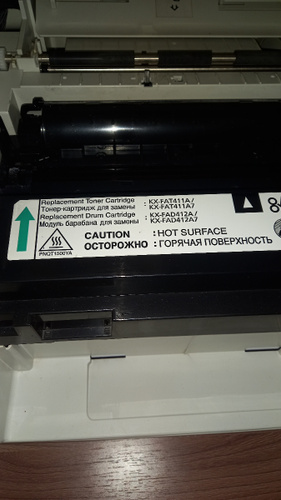 Replacement Toner Cartridge : KX-FAT411A /
Тонер-картридж для замены KX-FAT411A7
Replacement Drum Cartridge : KX-FAD412A /
Модуль барабана для замены KX-FAD412A7
CAUTION : HOT SURFACE
ОСТОРОЖНО : ГОРЯЧАЯ ПОВЕРХНОСТЬ
PNQT1000YA